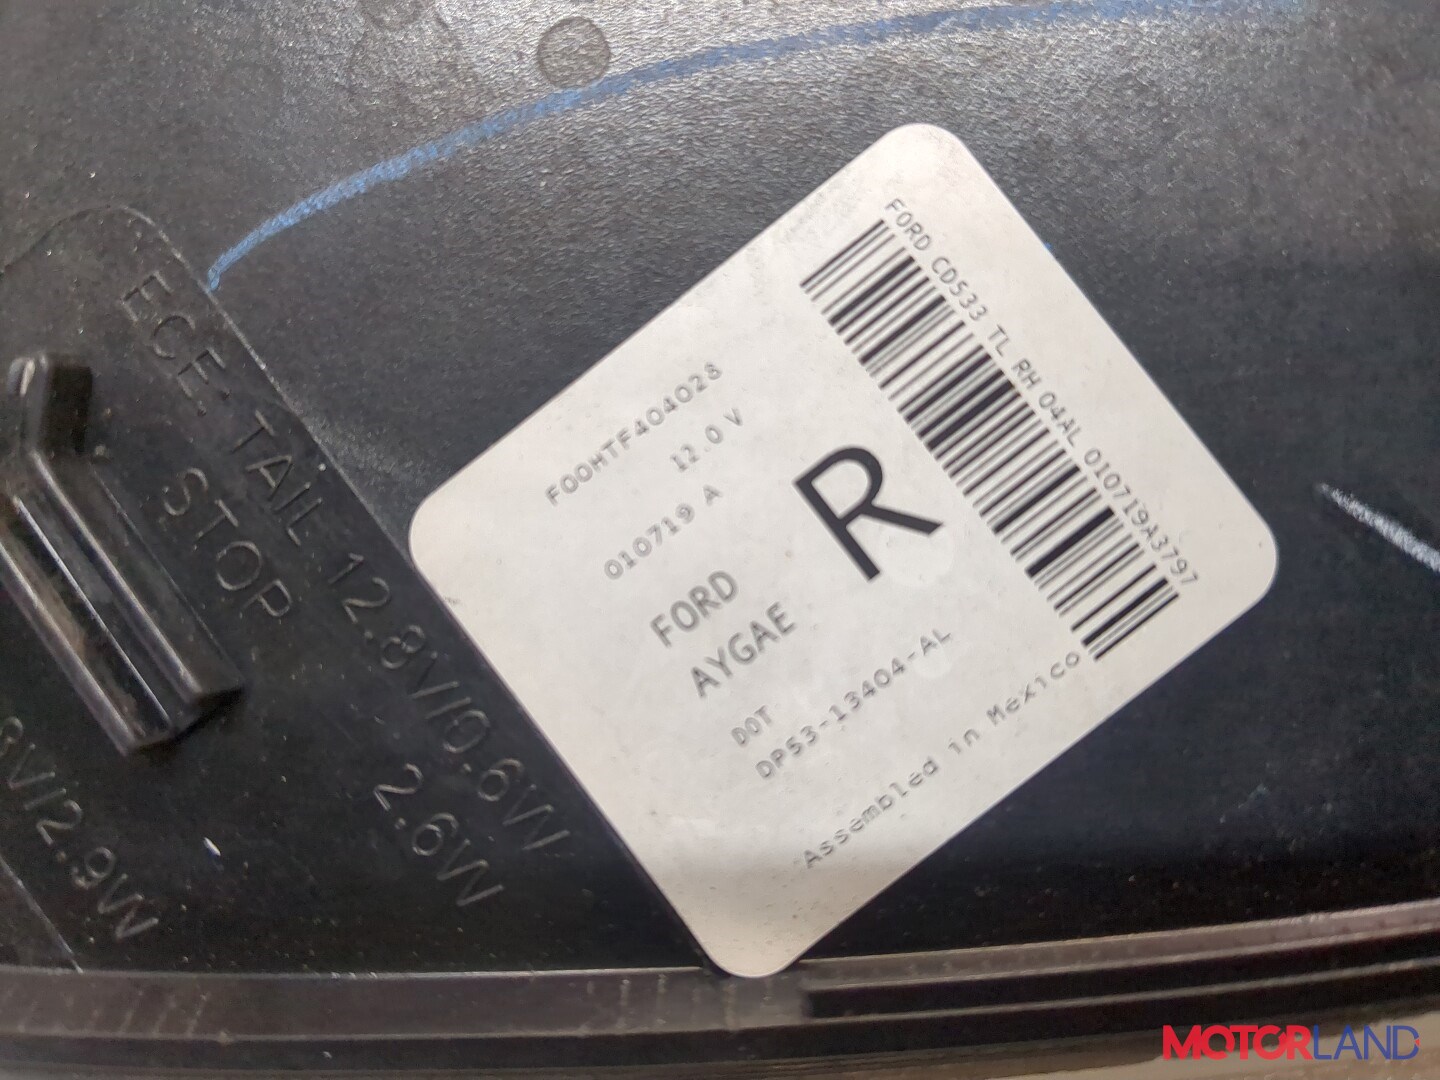 FORD CD533 TL RH 04AL 010719A3797
F00HTF404028
12.0 V
010719 A
R
FORD
AYGAE
DOT
DP53-13404-AL
Assembled in Mexico
ECE: TAIL 12.8V/0.6W
STOP 2.6W
8V/2.9W
MOTORLAND